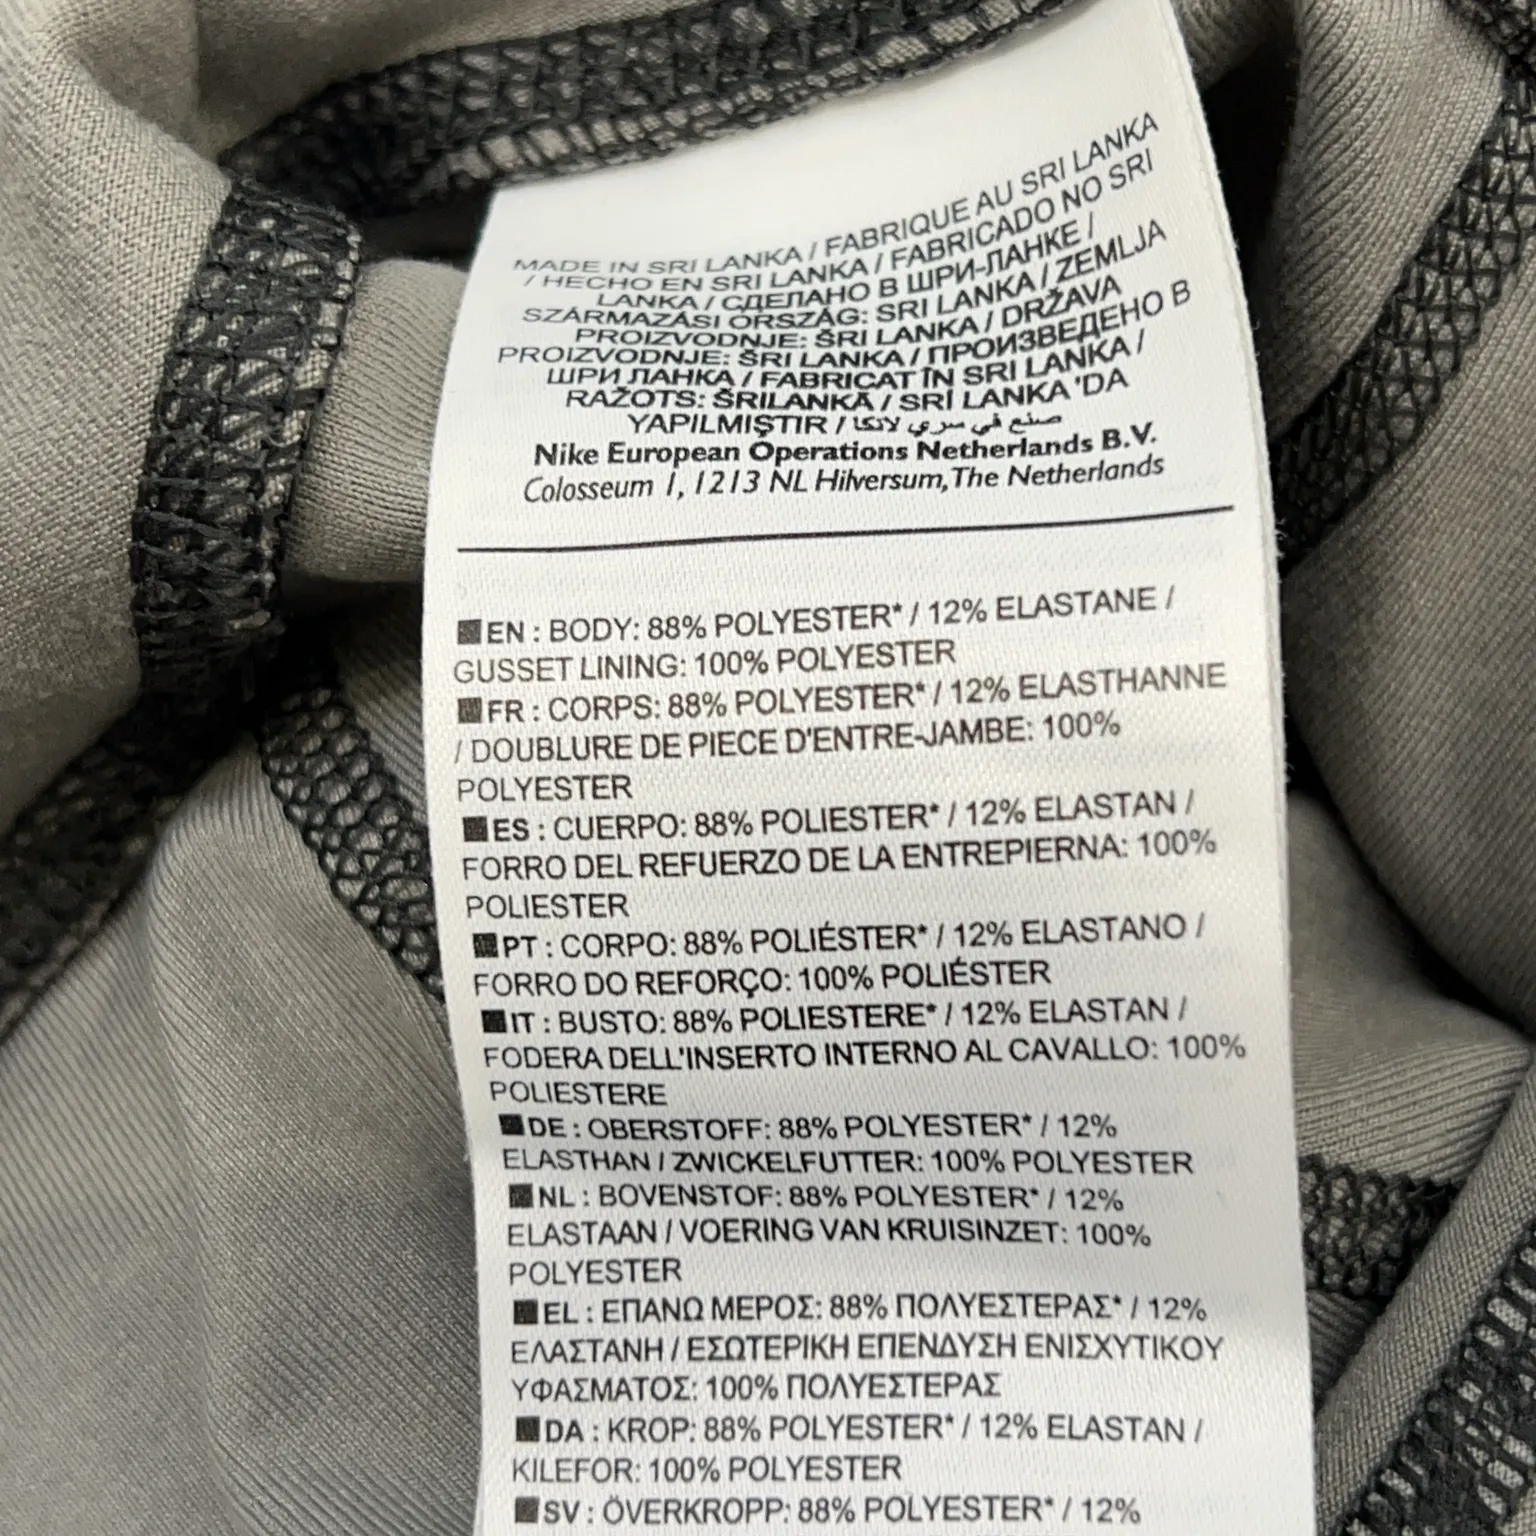 MADE IN SRI LANKA / FABRIQUE AU SRI LANKA
/ HECHO EN SRI LANKA / FABRICADO NO SRI
LANKA / СДЕЛАНО В ШРИ-ЛАНКЕ /
SZÁRMAZÁSI ORSZÁG: SRI LANKA / ZEMLJA
PROIZVODNJE: ŠRI LANKA / DRŽAVA
PROIZVODNJE: ŠRI LANKA / ПРОИЗВЕДЕНО В
ШРИ ЛАНКА / FABRICAT ÎN SRI LANKA /
RAŽOTS: ŠRILANKĀ / SRİ LANKA 'DA
YAPILMIŞTIR / صنع في سري لانكا
Nike European Operations Netherlands B.V.
Colosseum 1, 1213 NL Hilversum, The Netherlands
EN : BODY: 88% POLYESTER* / 12% ELASTANE /
GUSSET LINING: 100% POLYESTER
FR : CORPS: 88% POLYESTER* / 12% ELASTHANNE
/ DOUBLURE DE PIECE D'ENTRE-JAMBE: 100%
POLYESTER
ES : CUERPO: 88% POLIESTER* / 12% ELASTAN /
FORRO DEL REFUERZO DE LA ENTREPIERNA: 100%
POLIESTER
PT : CORPO: 88% POLIÉSTER* / 12% ELASTANO /
FORRO DO REFORÇO: 100% POLIÉSTER
IT : BUSTO: 88% POLIESTERE* / 12% ELASTAN /
FODERA DELL'INSERTO INTERNO AL CAVALLO: 100%
POLIESTERE
DE : OBERSTOFF: 88% POLYESTER* / 12%
ELASTHAN / ZWICKELFUTTER: 100% POLYESTER
NL : BOVENSTOF: 88% POLYESTER* / 12%
ELASTAAN / VOERING VAN KRUISINZET: 100%
POLYESTER
EL : ΕΠΑΝΩ ΜΕΡΟΣ: 88% ΠΟΛΥΕΣΤΕΡΑΣ* / 12%
ΕΛΑΣΤΑΝΗ / ΕΣΩΤΕΡΙΚΗ ΕΠΕΝΔΥΣΗ ΕΝΙΣΧΥΤΙΚΟΥ
ΥΦΑΣΜΑΤΟΣ: 100% ΠΟΛΥΕΣΤΕΡΑΣ
DA : KROP: 88% POLYESTER* / 12% ELASTAN /
KILEFOR: 100% POLYESTER
SV : ÖVERKROPP: 88% POLYESTER* / 12%